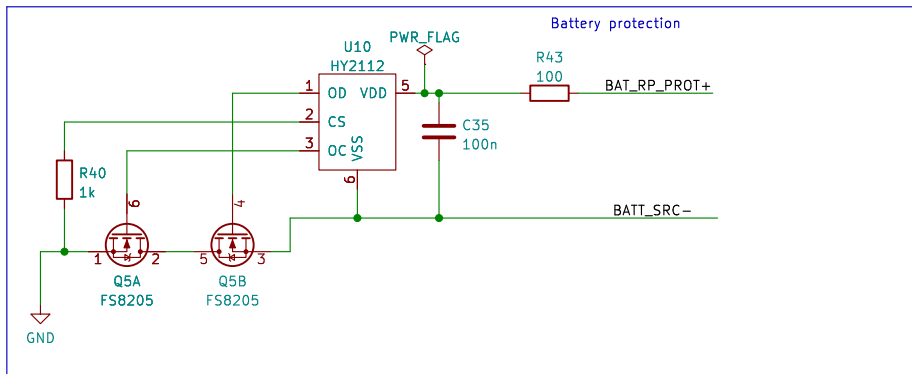 Battery protection
PWR_FLAG
U10
HY2112
R43
100
BAT_RP_PROT+
1
OD
VDD
5
2
CS
C35
100n
3
OC
VSS
6
R40
1k
6
4
BATT_SRC-
1
2
5
3
Q5A
FS8205
Q5B
FS8205
GND